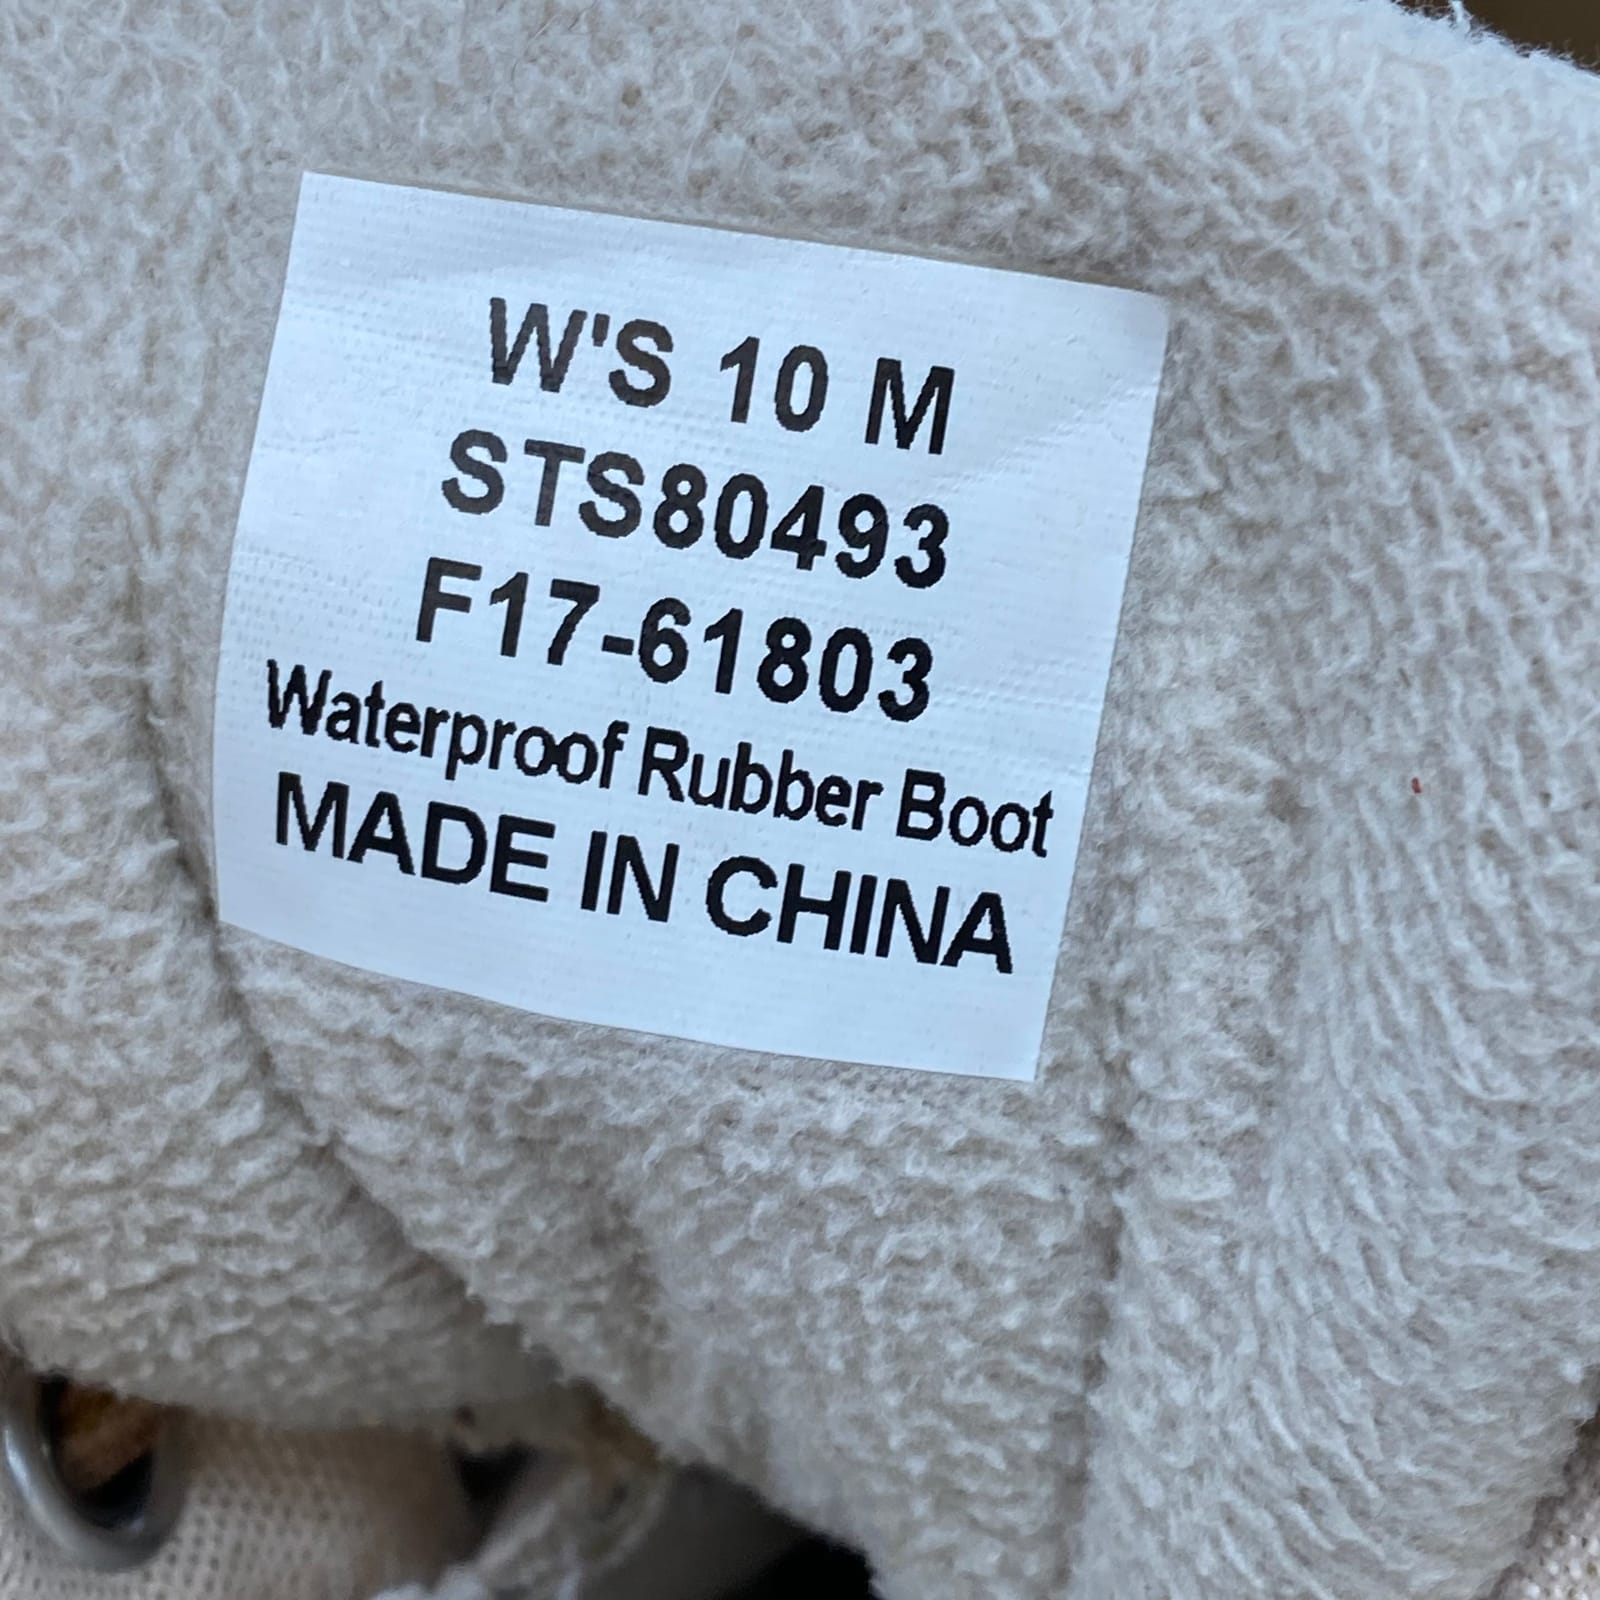 W'S 10 M
STS80493
F17-61803
Waterproof Rubber Boot
MADE IN CHINA